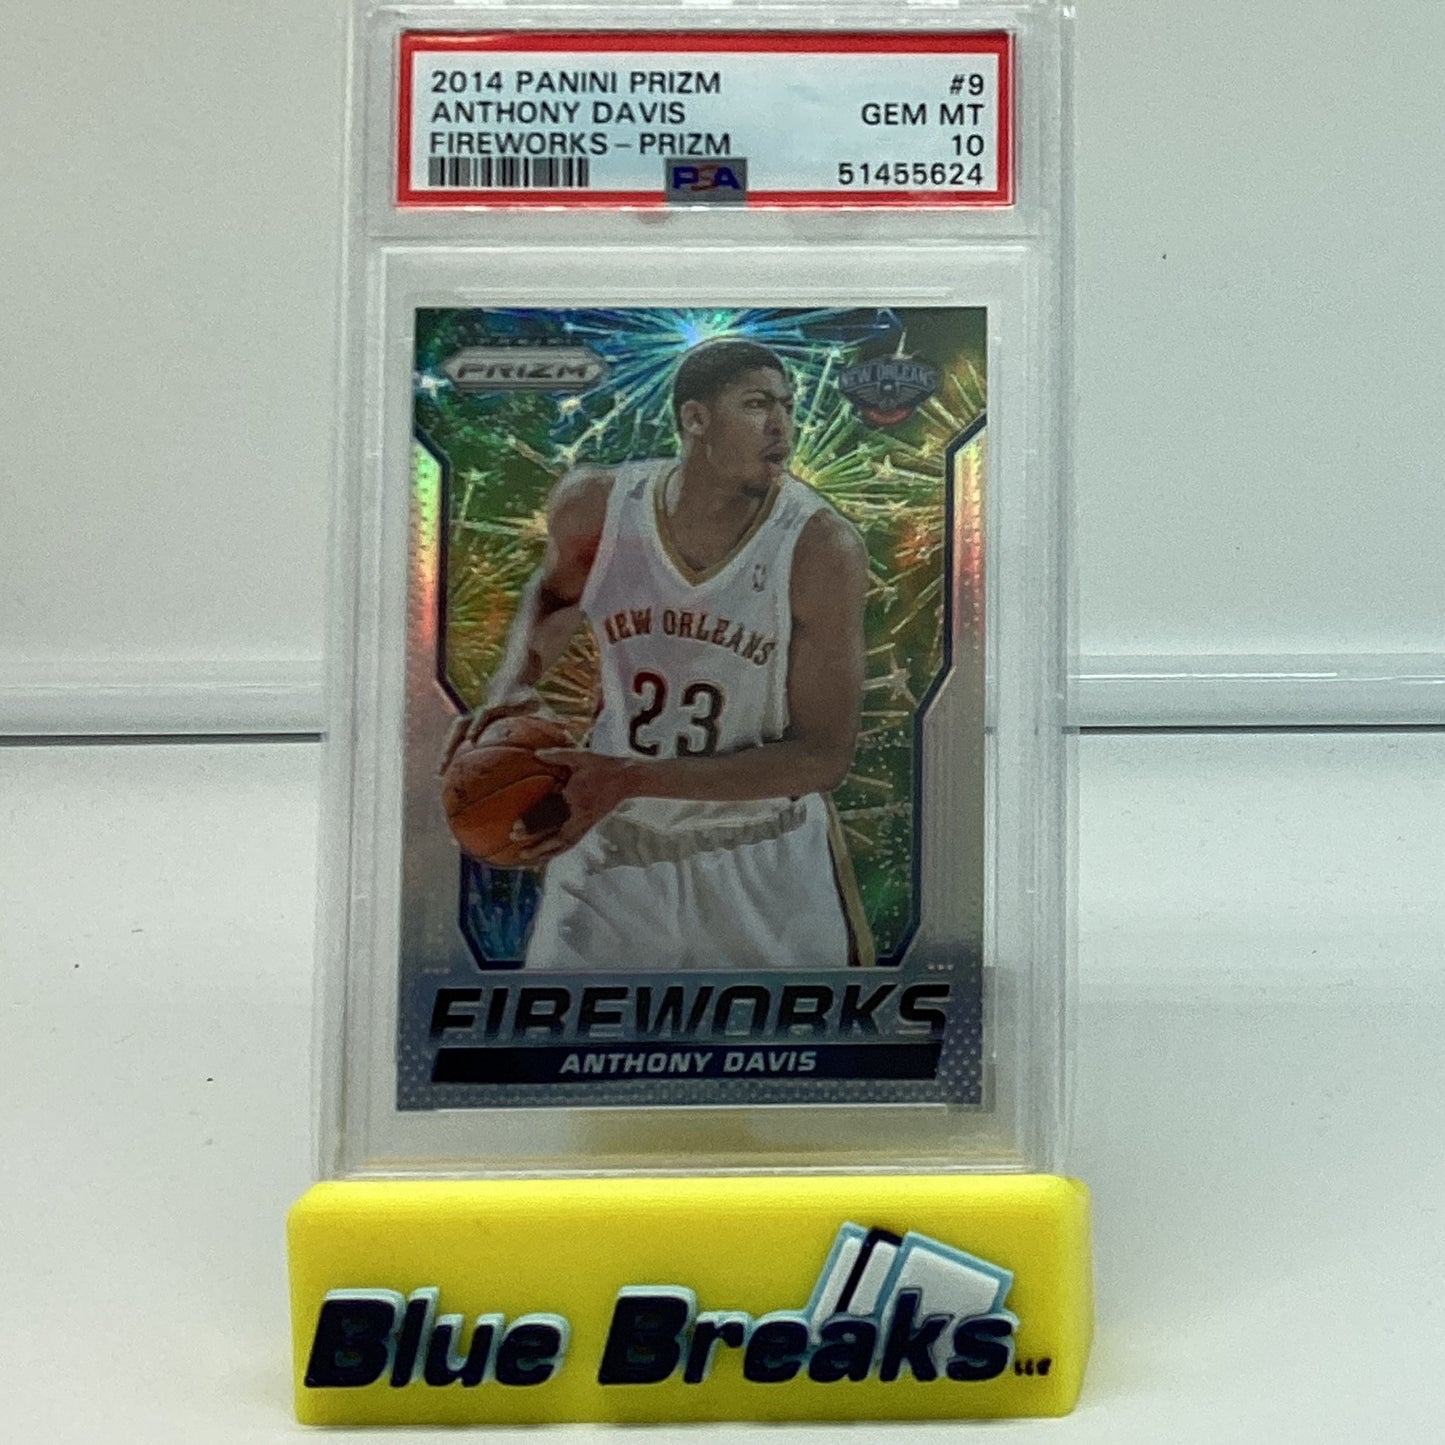 2014 PANINI PRIZM #9
ANTHONY DAVIS GEM MT
FIREWORKS - PRIZM 10
PSA 51455624
PRIZM
NEW ORLEANS
NEW ORLEANS
23
FIREWORKS
ANTHONY DAVIS
Blue Breaks LLC